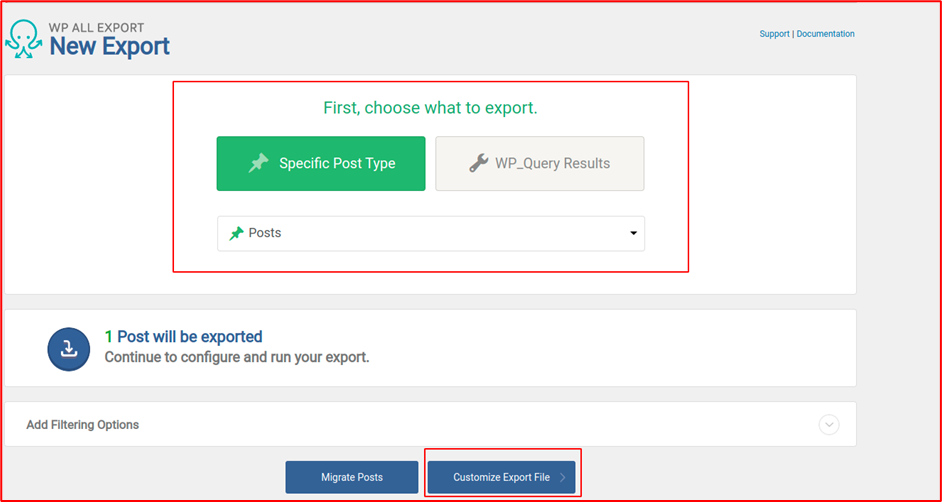 WP ALL EXPORT
New Export
Support | Documentation
First, choose what to export.
Specific Post Type
WP_Query Results
Posts
1 Post will be exported
Continue to configure and run your export.
Add Filtering Options
Migrate Posts
Customize Export File